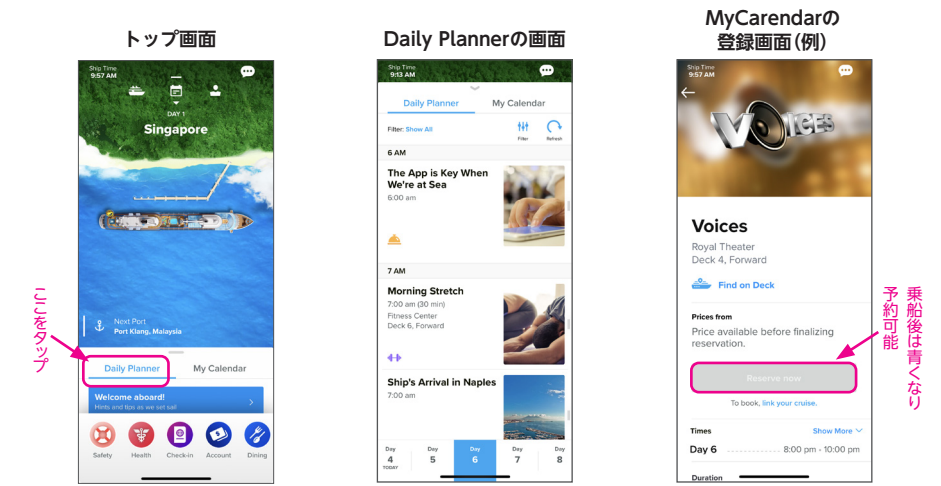 トップ画面
Ship Time
9:57 AM
DAY 1
Singapore
Next Port
Port Klang, Malaysia
Daily Planner
My Calendar
Welcome aboard!
Hints and tips as we set sail
Safety
Health
Check-in
Account
Dining
ここをタップ
Daily Plannerの画面
Ship Time
9:13 AM
Daily Planner
My Calendar
Filter: Show All
Filter
Refresh
6 AM
The App is Key When
We're at Sea
6:00 am
7 AM
Morning Stretch
7:00 am (30 min)
Fitness Center
Deck 6, Forward
Ship's Arrival in Naples
7:00 am
Day
4
TODAY
Day
5
Day
6
Day
7
Day
8
MyCarendarの
登録画面(例)
Ship Time
9:57 AM
VOICES
Voices
Royal Theater
Deck 4, Forward
Find on Deck
Prices from
Price available before finalizing
reservation.
Reserve now
To book, link your cruise.
Times
Show More
Day 6
8:00 pm - 10:00 pm
Duration
乗船後は青くなり
予約可能